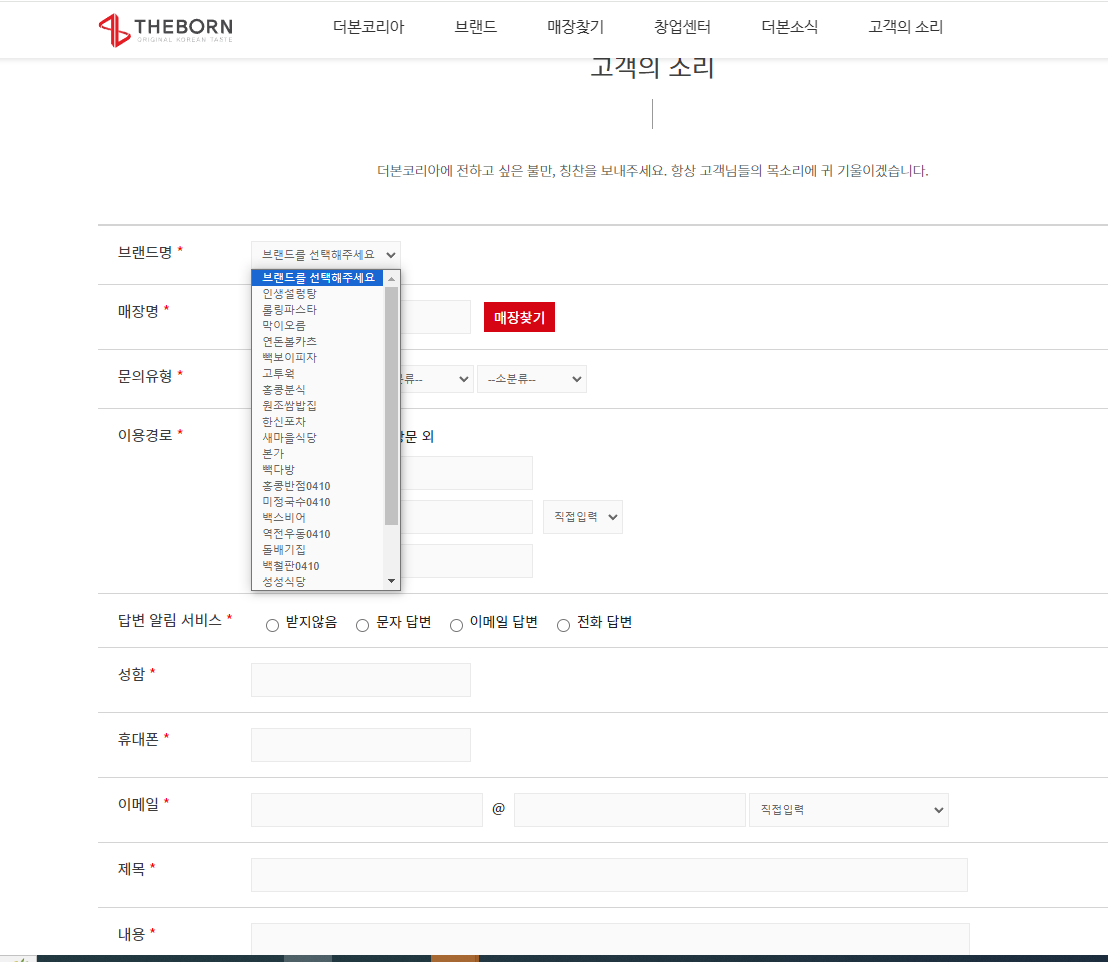 THEBORN
ORIGINAL KOREAN TASTE
더본코리아 브랜드 매장찾기 창업센터 더본소식 고객의 소리
고객의 소리
더본코리아에 전하고 싶은 불만, 칭찬을 보내주세요. 항상 고객님들의 목소리에 귀 기울이겠습니다.
브랜드명 * 브랜드를 선택해주세요
브랜드를 선택해주세요
인생설렁탕
롤링파스타
막이오름
연돈볼카츠
빽보이피자
고투웍
홍콩분식
원조쌈밥집
한신포차
새마을식당
본가
빽다방
홍콩반점0410
미정국수0410
백스비어
역전우동0410
돌배기집
백철판0410
성성식당
매장명 * 매장찾기
문의유형 * 류-- --소분류--
이용경로 * 방문 외
직접입력
답변 알림 서비스 * 받지않음 문자 답변 이메일 답변 전화 답변
성함 *
휴대폰 *
이메일 * @ 직접입력
제목 *
내용 *